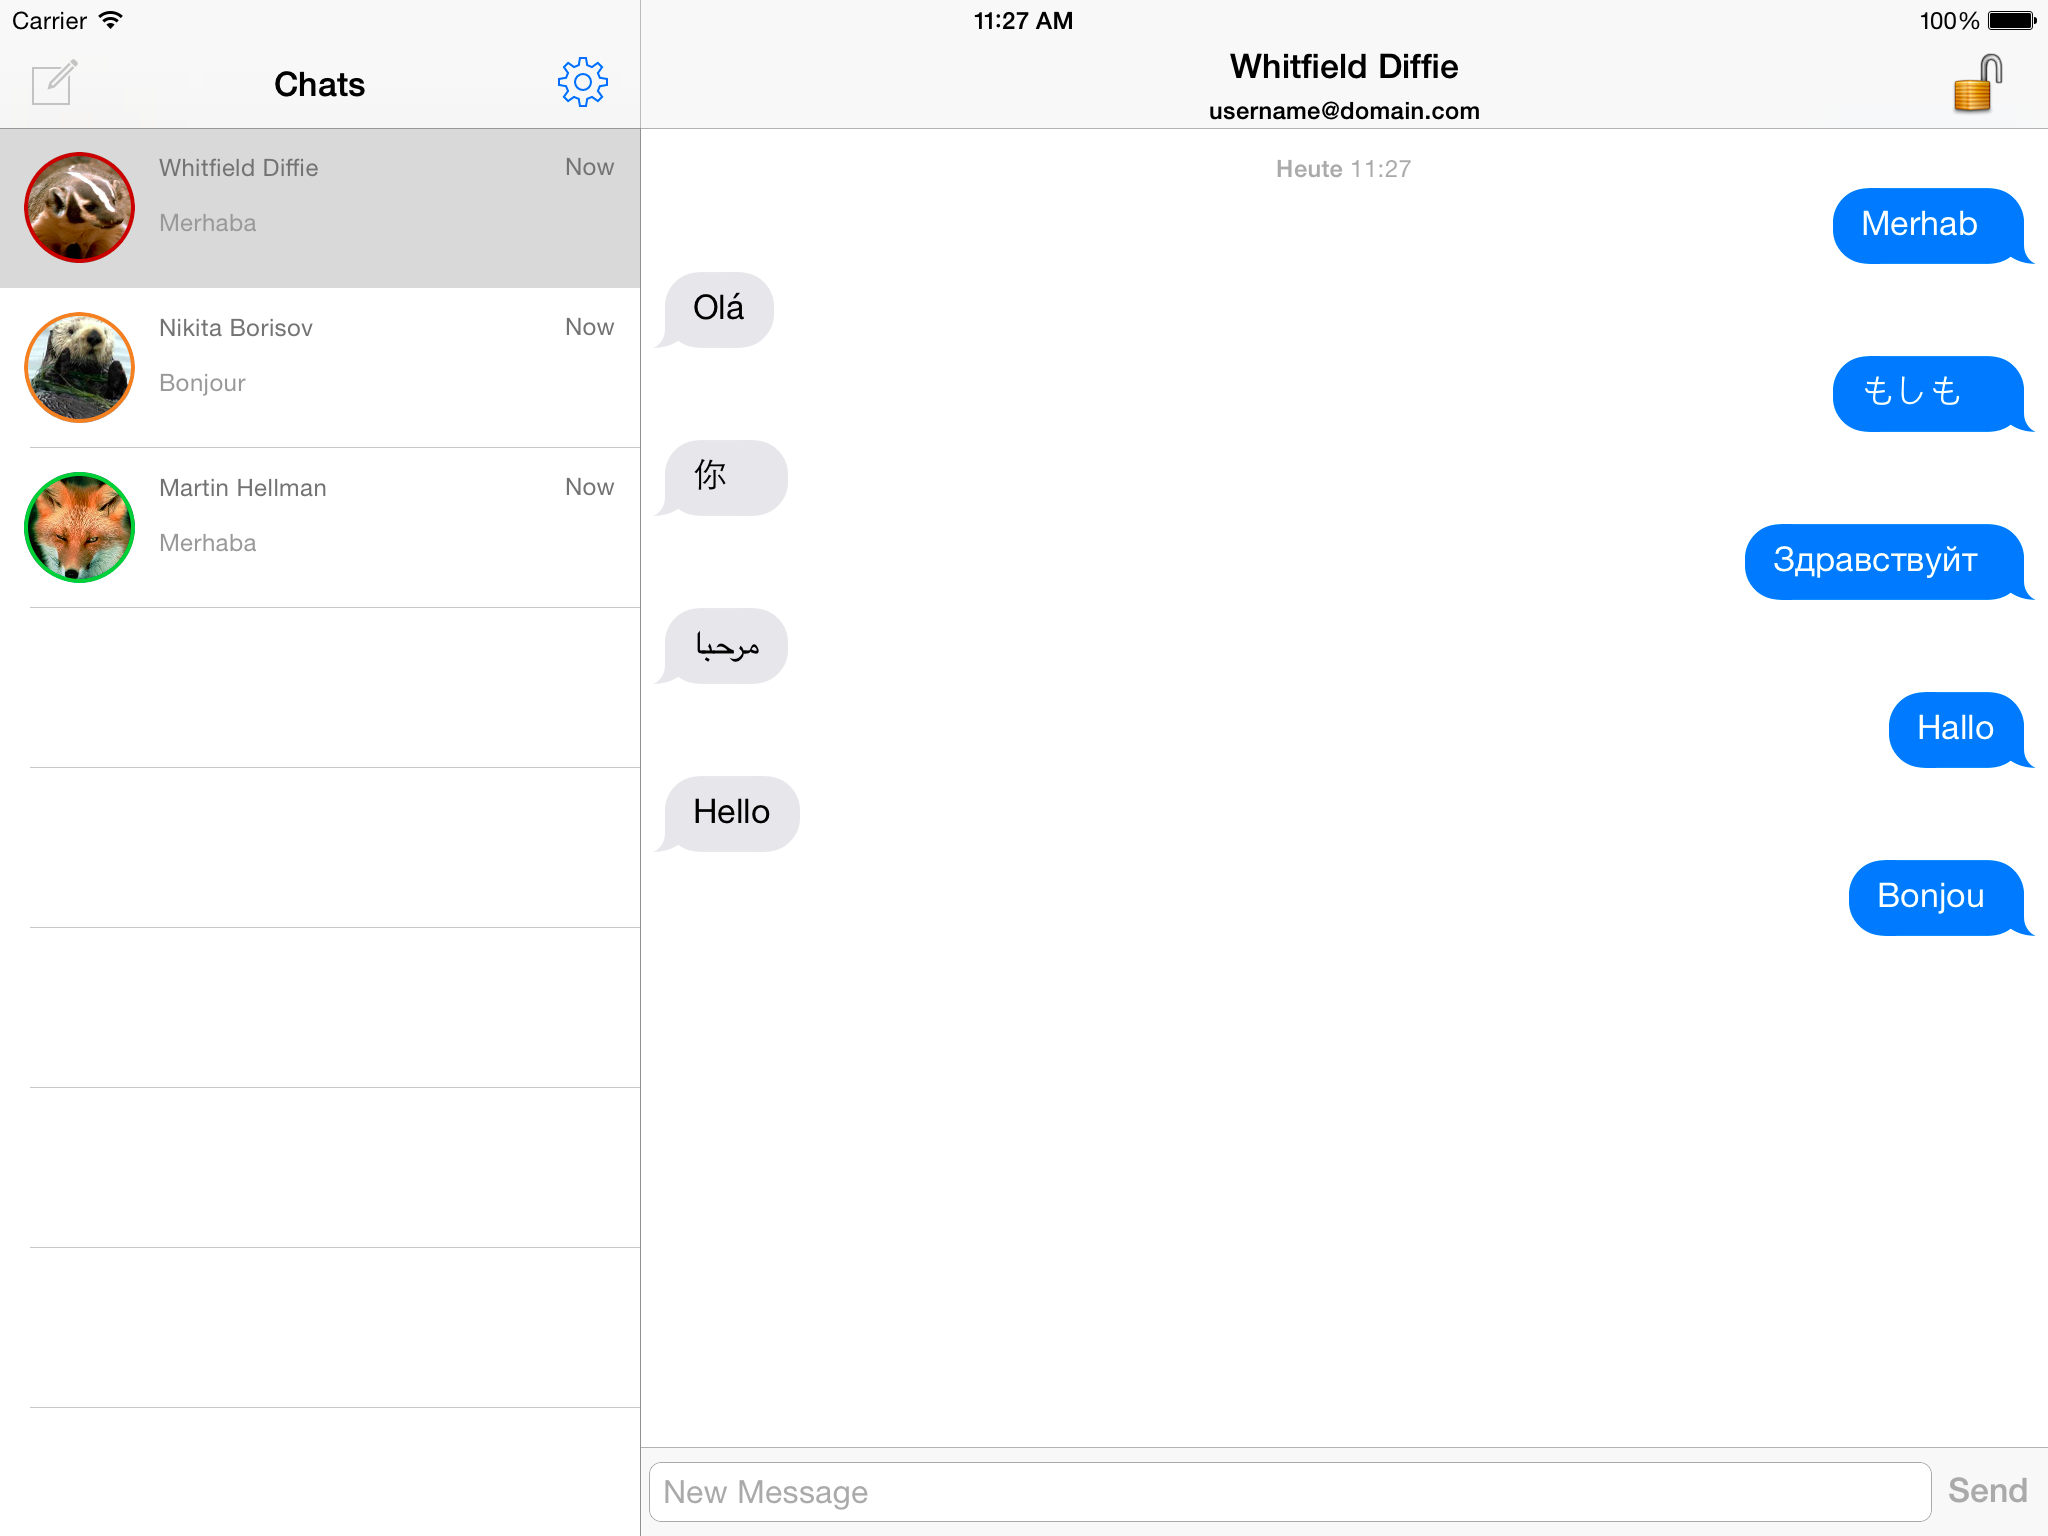 Carrier
11:27 AM
100%
Chats
Whitfield Diffie
username@domain.com
Whitfield Diffie
Now
Merhaba
Nikita Borisov
Now
Bonjour
Martin Hellman
Now
Merhaba
Heute 11:27
Merhab
Olá
もしも
你
Здравствуйт
مرحبا
Hallo
Hello
Bonjou
New Message
Send